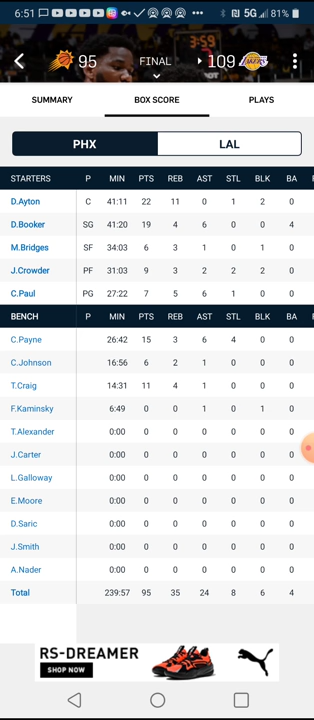 6:51 5G 81%
3:59
95 FINAL 109 LAKERS
SUMMARY BOX SCORE PLAYS
PHX LAL
STARTERS P MIN PTS REB AST STL BLK BA
D.Ayton C 41:11 22 11 0 1 2 0
D.Booker SG 41:20 19 4 6 0 0 4
M.Bridges SF 34:03 6 3 1 0 1 0
J.Crowder PF 31:03 9 3 2 2 2 0
C.Paul PG 27:22 7 5 6 1 0 0
BENCH P MIN PTS REB AST STL BLK BA
C.Payne 26:42 15 3 6 4 0 0
C.Johnson 16:56 6 2 1 0 0 0
T.Craig 14:31 11 4 1 0 0 0
F.Kaminsky 6:49 0 0 1 0 1 0
T.Alexander 0:00 0 0 0 0 0 0
J.Carter 0:00 0 0 0 0 0 0
L.Galloway 0:00 0 0 0 0 0 0
E.Moore 0:00 0 0 0 0 0 0
D.Saric 0:00 0 0 0 0 0 0
J.Smith 0:00 0 0 0 0 0 0
A.Nader 0:00 0 0 0 0 0 0
Total 239:57 95 35 24 8 6 4
RS-DREAMER
SHOP NOW
PUMA